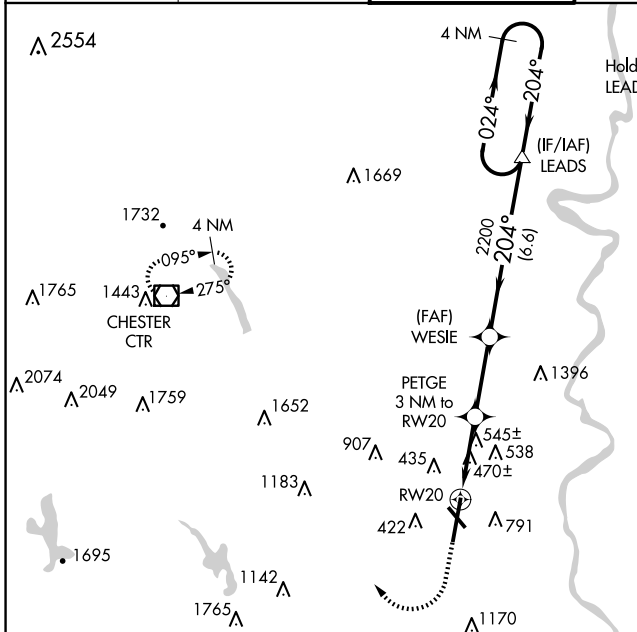 2554
4 NM
Hold
LEAD
024°
204°
(IF/IAF)
LEADS
1669
1732
4 NM
095°
275°
2200
204°
(6.6)
1765
1443
CHESTER
CTR
(FAF)
WESIE
2074
2049
1759
1652
1396
PETGE
3 NM to
RW20
545±
538
907
435
470±
1183
RW20
422
791
1695
1142
1765
1170